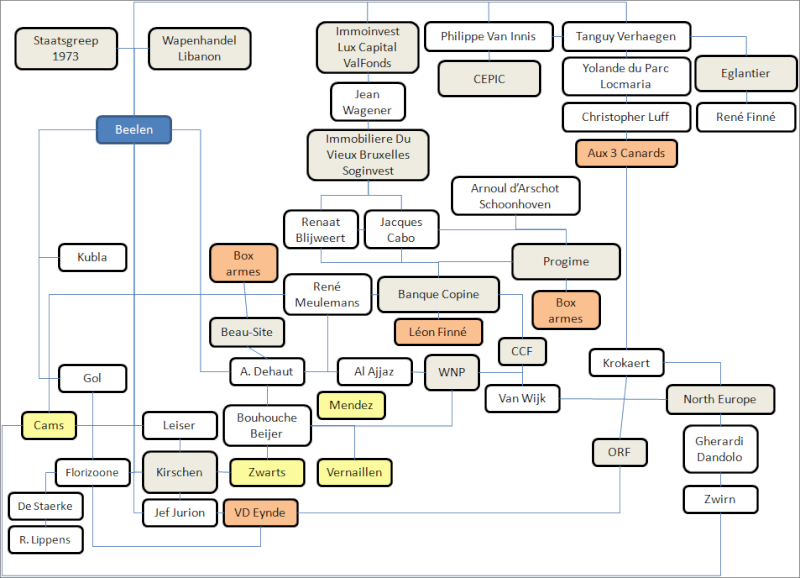 Staatsgreep
1973
Wapenhandel
Libanon
Immoinvest
Lux Capital
ValFonds
Philippe Van Innis
Tanguy Verhaegen
CEPIC
Yolande du Parc
Locmaria
Eglantier
Jean
Wagener
Christopher Luff
René Finné
Beelen
Immobiliere Du
Vieux Bruxelles
Soginvest
Aux 3 Canards
Arnoul d’Arschot
Schoonhoven
Renaat
Blijweert
Jacques
Cabo
Kubla
Box
armes
Progime
René
Meulemans
Banque Copine
Box
armes
Beau-Site
Léon Finné
CCF
Krokaert
Gol
A. Dehaut
Al Ajjaz
WNP
Van Wijk
North Europe
Mendez
Cams
Leiser
Bouhouche
Beijer
Gherardi
Dandolo
ORF
Florizoone
Kirschen
Zwarts
Vernaillen
Zwirn
De Staerke
Jef Jurion
VD Eynde
R. Lippens